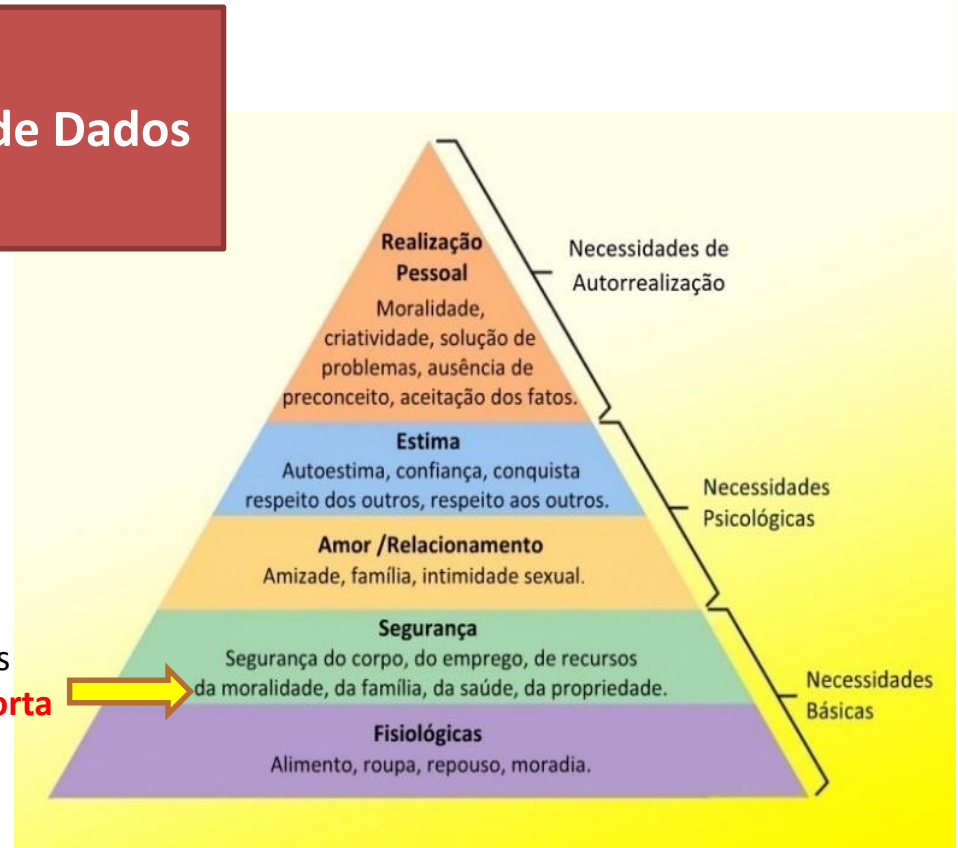 de Dados
Realização
Pessoal
Moralidade,
criatividade, solução de
problemas, ausência de
preconceito, aceitação dos fatos.
Necessidades de
Autorrealização
Estima
Autoestima, confiança, conquista
respeito dos outros, respeito aos outros.
Necessidades
Psicológicas
Amor /Relacionamento
Amizade, família, intimidade sexual.
Segurança
Segurança do corpo, do emprego, de recursos
da moralidade, da família, da saúde, da propriedade.
Necessidades
Básicas
s
orta
Fisiológicas
Alimento, roupa, repouso, moradia.